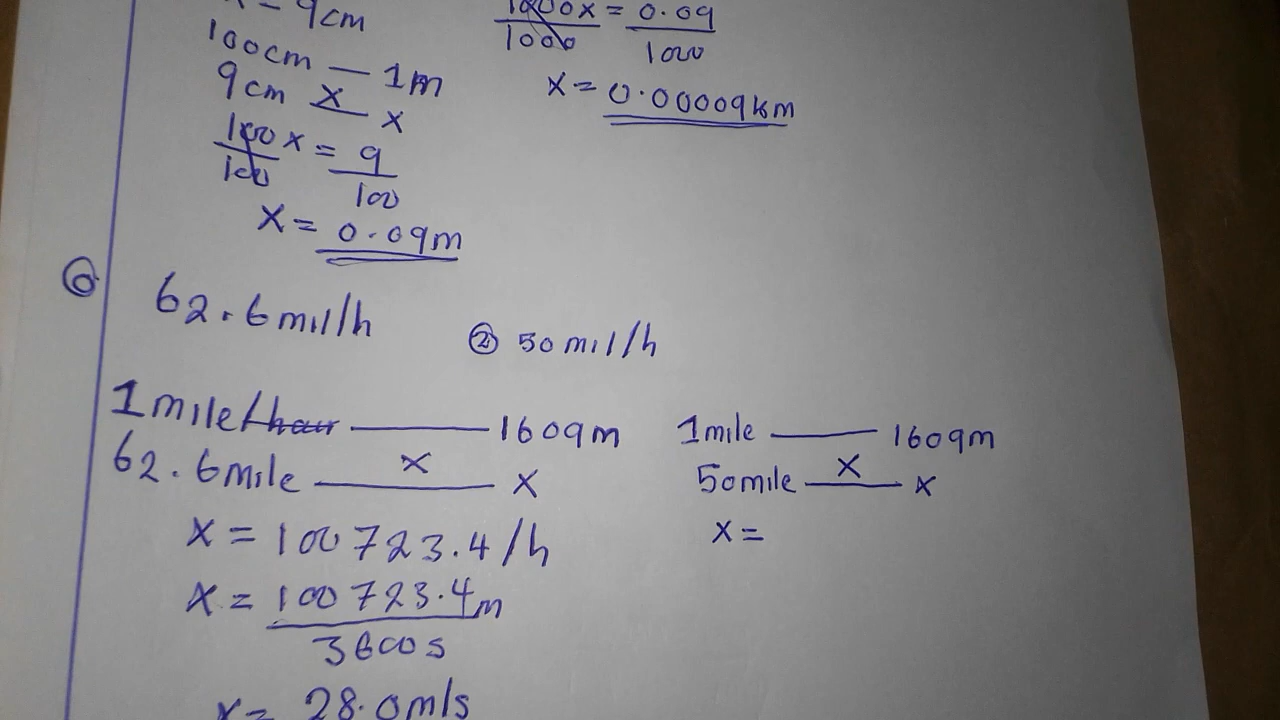 x - 9cm
100cm — 1m
9cm x x
100x = 9
100 100
x = 0.09m
1000x = 0.09
1000 1000
x = 0.00009km
6
62.6mil/h
1mile/hour — 1609m
62.6mile x x
x = 100723.4/h
x = 100723.4m
3600s
x = 28.0m/s
2 50mil/h
1mile — 1609m
50mile x x
x =